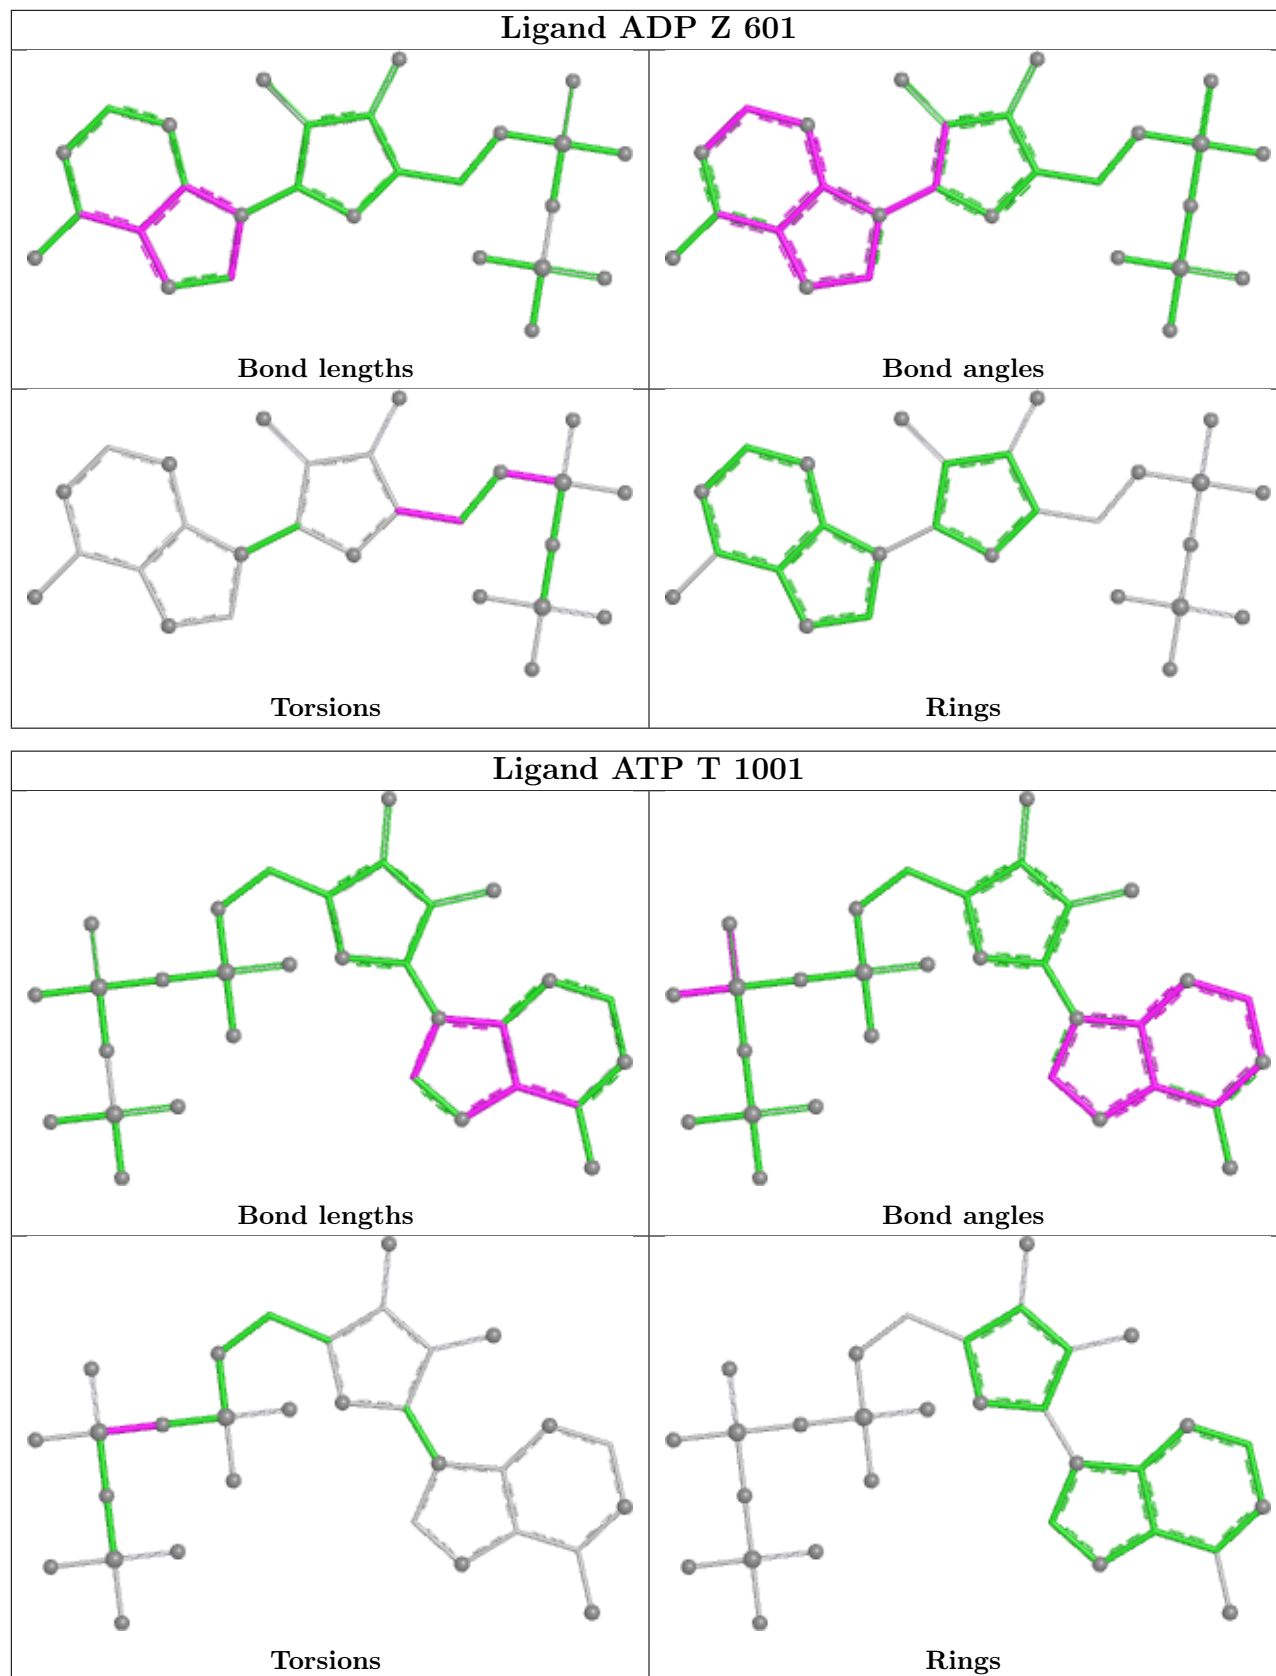 Ligand ADP Z 601
Bond lengths
Bond angles
Torsions
Rings
Ligand ATP T 1001
Bond lengths
Bond angles
Torsions
Rings